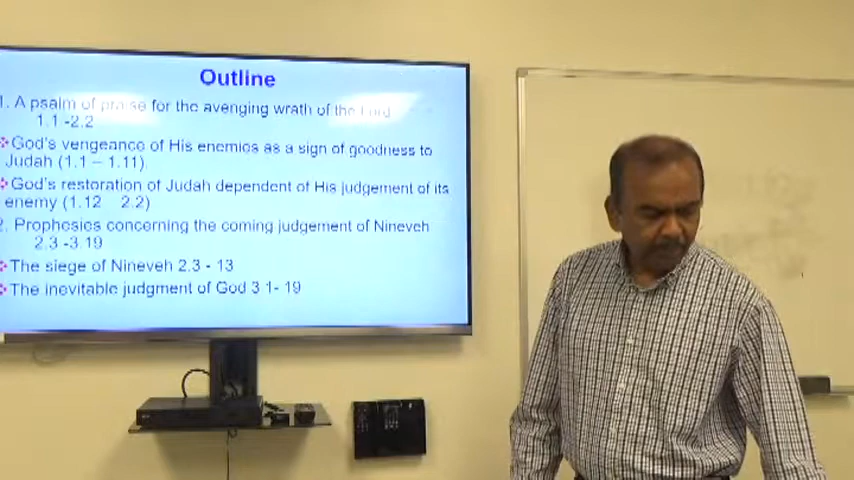 Outline
1. A psalm of praise for the avenging wrath of the Lord
1.1 -2.2
God's vengeance of His enemies as a sign of goodness to
Judah (1.1 – 1.11).
God's restoration of Judah dependent of His judgement of its
enemy (1.12 2.2)
2. Prophesies concerning the coming judgement of Nineveh
2.3 -3.19
The siege of Nineveh 2.3 - 13
The inevitable judgment of God 3 1- 19